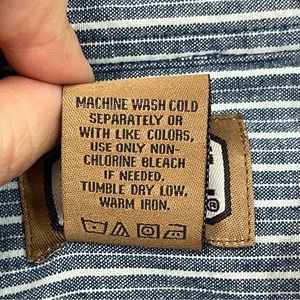 MACHINE WASH COLD
SEPARATELY OR
WITH LIKE COLORS,
USE ONLY NON-
CHLORINE BLEACH
IF NEEDED.
TUMBLE DRY LOW,
WARM IRON.
®